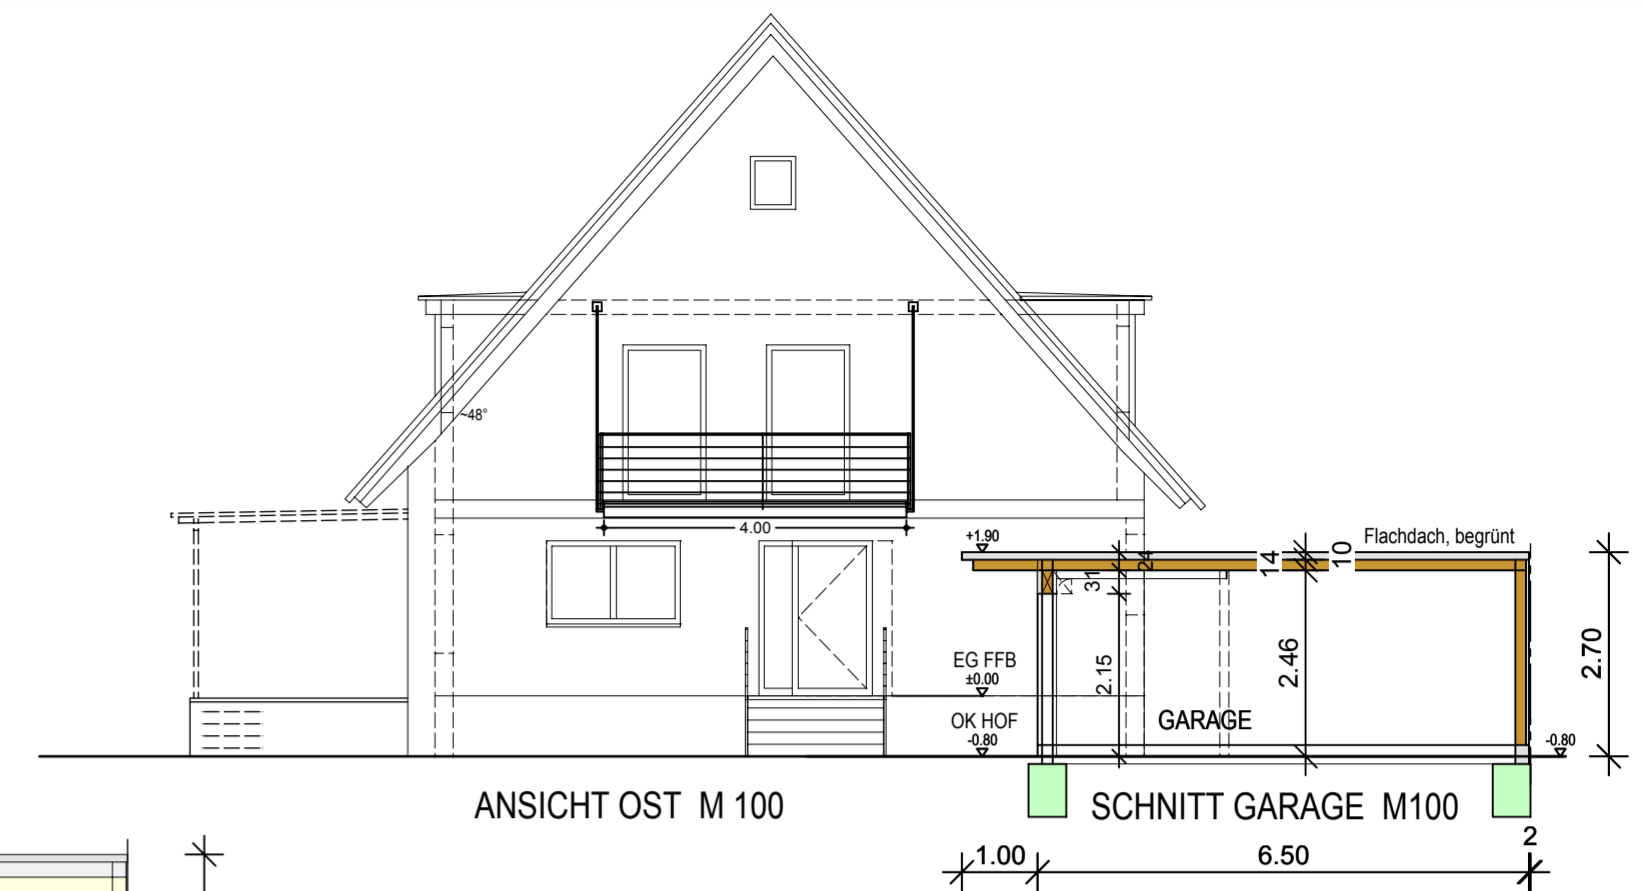 ~48°
4.00
+1.90
Flachdach, begrünt
24
14
10
31
2.15
2.46
2.70
EG FFB
±0.00
OK HOF
-0.80
GARAGE
-0.80
ANSICHT OST M 100
SCHNITT GARAGE M100
2
1.00
6.50